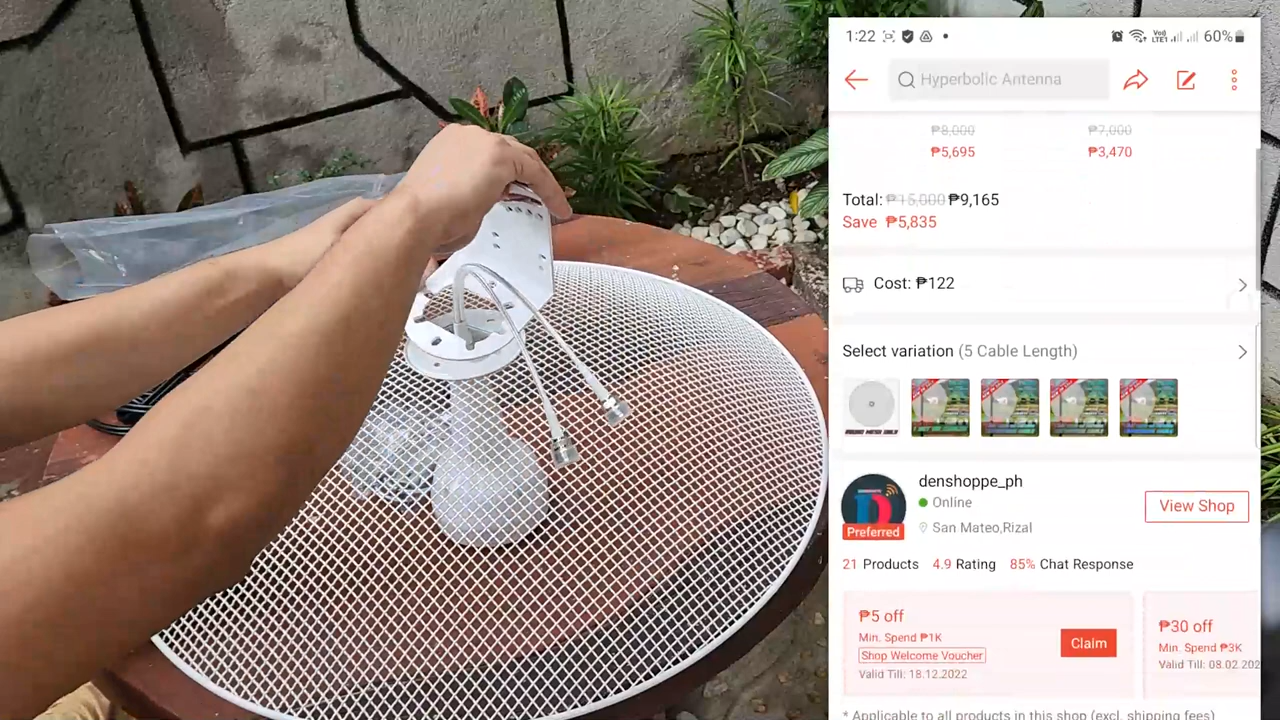 1:22
VoD
LTE1
60%
Hyperbolic Antenna
₱8,000
₱7,000
₱5,695
₱3,470
Total: ₱15,000 ₱9,165
Save ₱5,835
Cost: ₱122
Select variation (5 Cable Length)
denshoppe_ph
Online
San Mateo,Rizal
Preferred
View Shop
21 Products 4.9 Rating 85% Chat Response
₱5 off
Min. Spend ₱1K
Shop Welcome Voucher
Valid Till: 18.12.2022
Claim
₱30 off
Min. Spend ₱3K
Valid Till: 08.02.202
* Applicable to all products in this shop (excl. shipping fees)